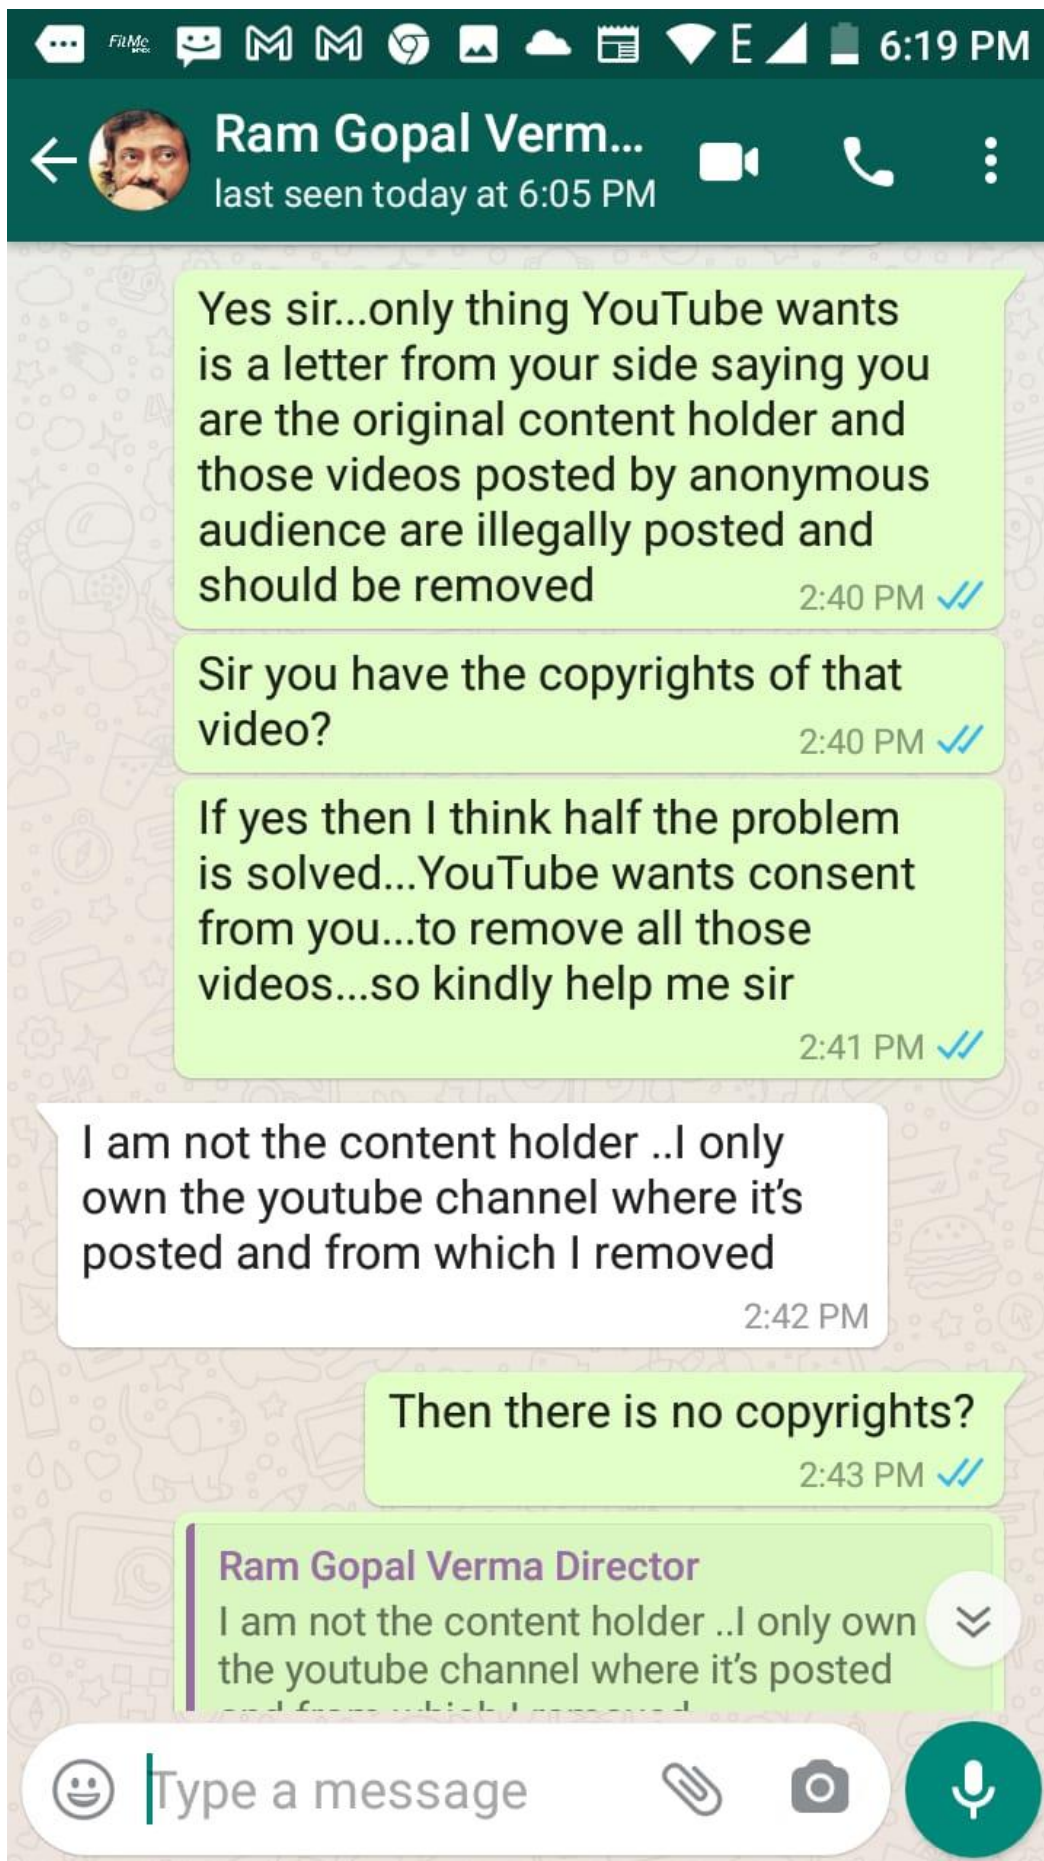 FitMe
E
6:19 PM
Ram Gopal Verm...
last seen today at 6:05 PM
Yes sir...only thing YouTube wants
is a letter from your side saying you
are the original content holder and
those videos posted by anonymous
audience are illegally posted and
should be removed
2:40 PM
Sir you have the copyrights of that
video?
2:40 PM
If yes then I think half the problem
is solved...YouTube wants consent
from you...to remove all those
videos...so kindly help me sir
2:41 PM
I am not the content holder ..I only
own the youtube channel where it's
posted and from which I removed
2:42 PM
Then there is no copyrights?
2:43 PM
Ram Gopal Verma Director
I am not the content holder ..I only own
the youtube channel where it's posted
and from which I removed
Type a message